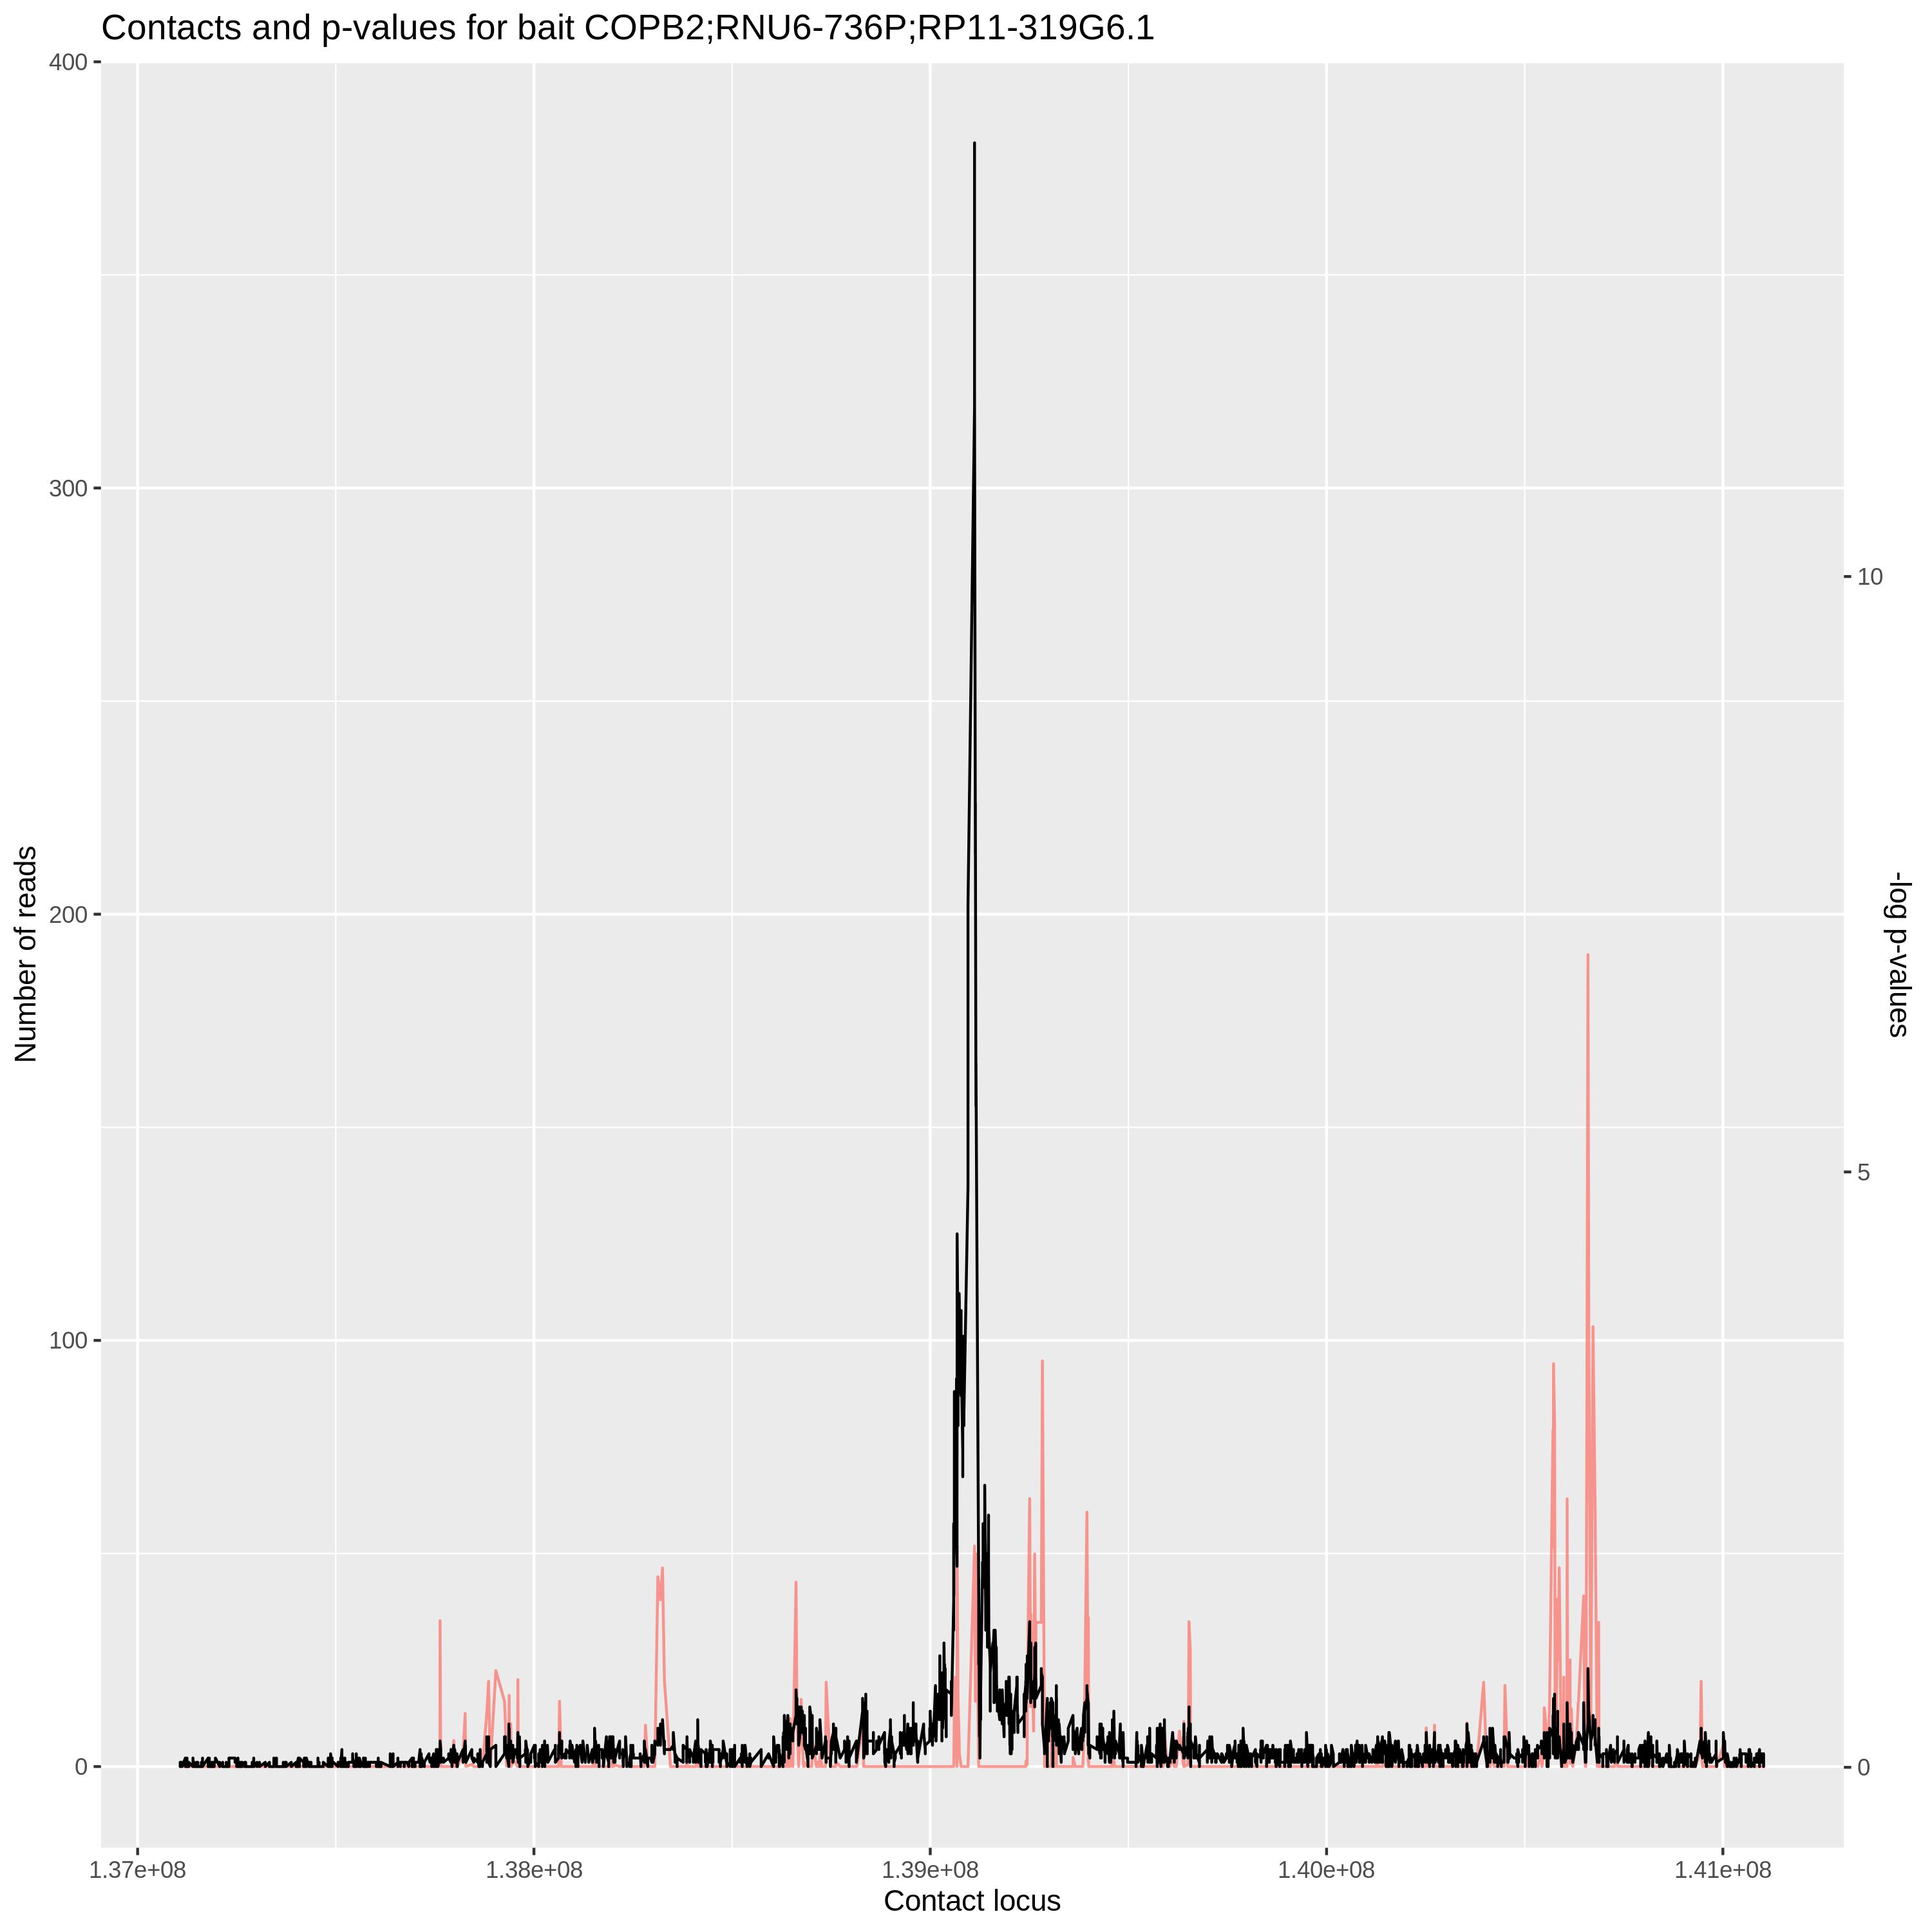 Contacts and p-values for bait COPB2;RNU6-736P;RP11-319G6.1
400
300
200
100
0
Number of reads
10
5
0
-log p-values
1.37e+08
1.38e+08
1.39e+08
1.40e+08
1.41e+08
Contact locus